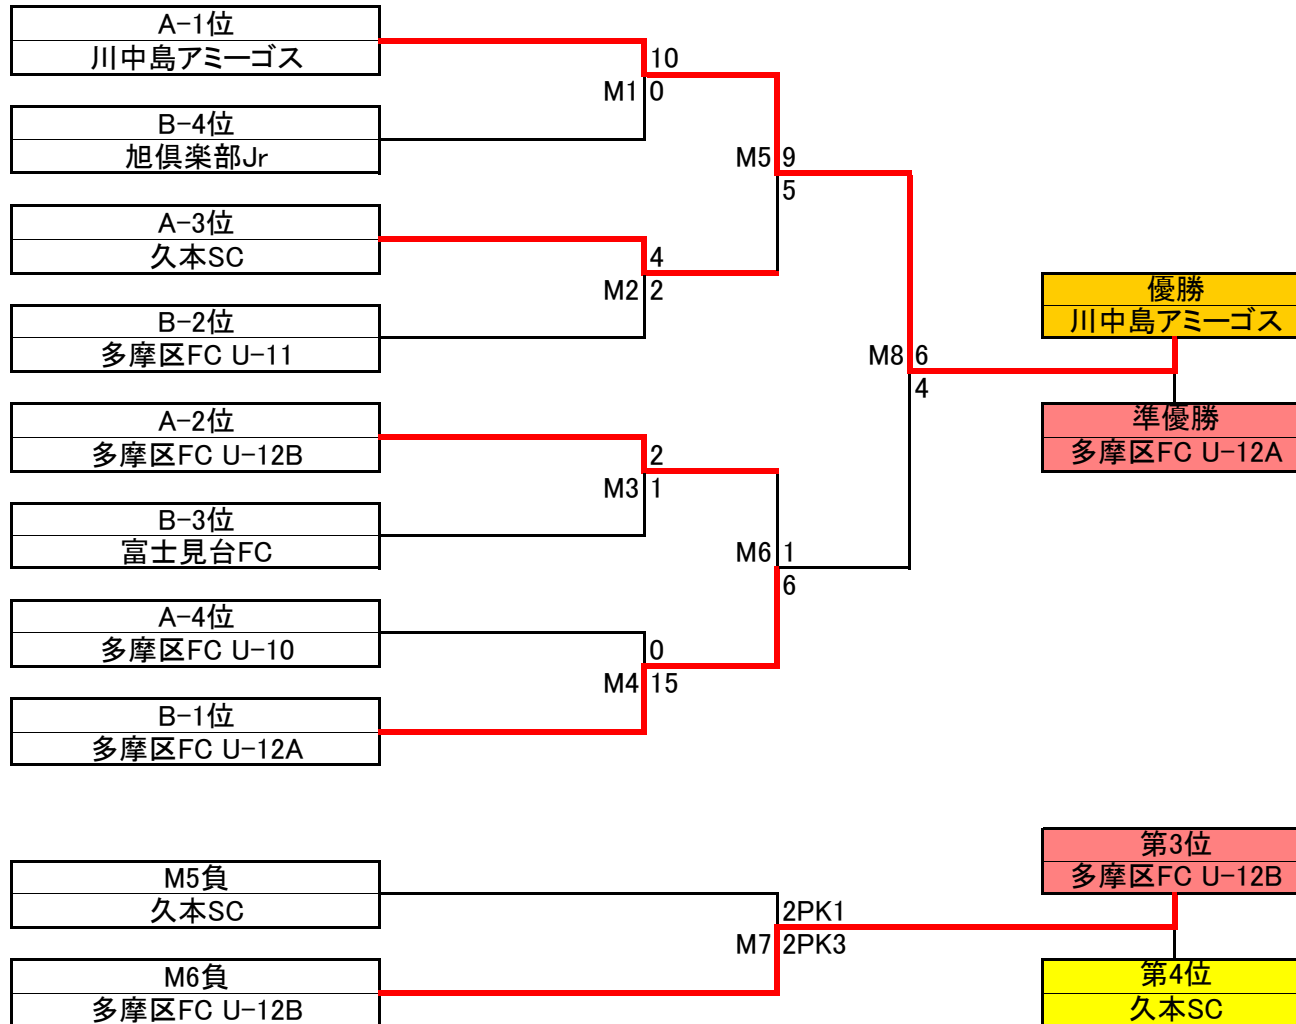 A-1位
川中島アミーゴス
10
M1 0
B-4位
旭倶楽部Jr
M5 9
5
A-3位
久本SC
4
M2 2
B-2位
多摩区FC U-11
優勝
川中島アミーゴス
M8 6
4
準優勝
多摩区FC U-12A
A-2位
多摩区FC U-12B
2
M3 1
B-3位
富士見台FC
M6 1
6
A-4位
多摩区FC U-10
0
M4 15
B-1位
多摩区FC U-12A
第3位
多摩区FC U-12B
M5負
久本SC
2PK1
M7 2PK3
M6負
多摩区FC U-12B
第4位
久本SC